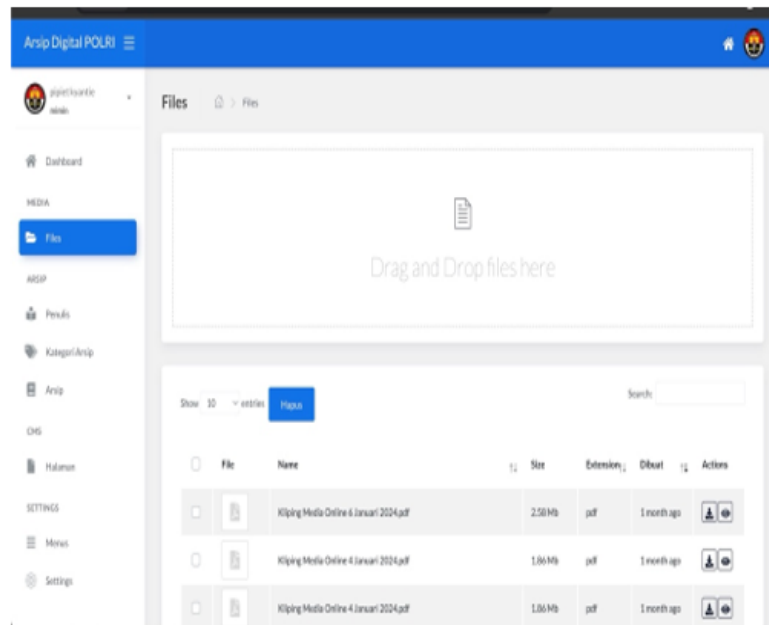 Arsip Digital POLRI
mimin
Files
Files
Dashboard
MEDIA
Files
Drag and Drop files here
ARSIP
Penulis
Kategori Arsip
Arsip
Show 10 entries
Hapus
Search:
CMS
Halaman
File Name Size Extension Dibuat Actions
SETTINGS
Kliping Media Online 6 Januari 2024.pdf 2.58 Mb pdf 1 month ago
Menus
Kliping Media Online 4 Januari 2024.pdf 1.86 Mb pdf 1 month ago
Settings
Kliping Media Online 4 Januari 2024.pdf 1.86 Mb pdf 1 month ago